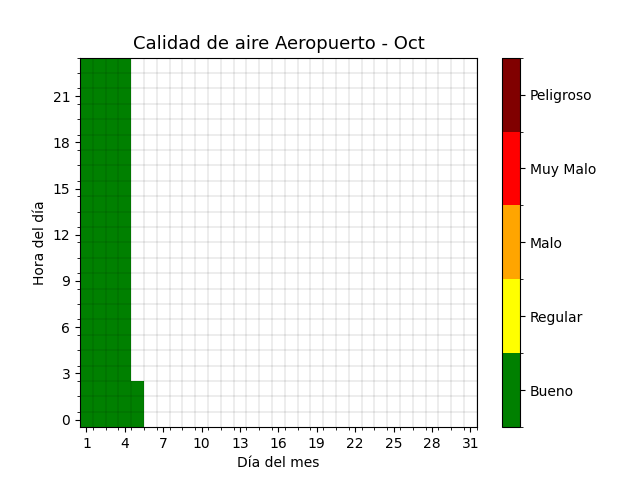 Calidad de aire Aeropuerto - Oct
Hora del día
21
18
15
12
9
6
3
0
1 4 7 10 13 16 19 22 25 28 31
Día del mes
Peligroso
Muy Malo
Malo
Regular
Bueno